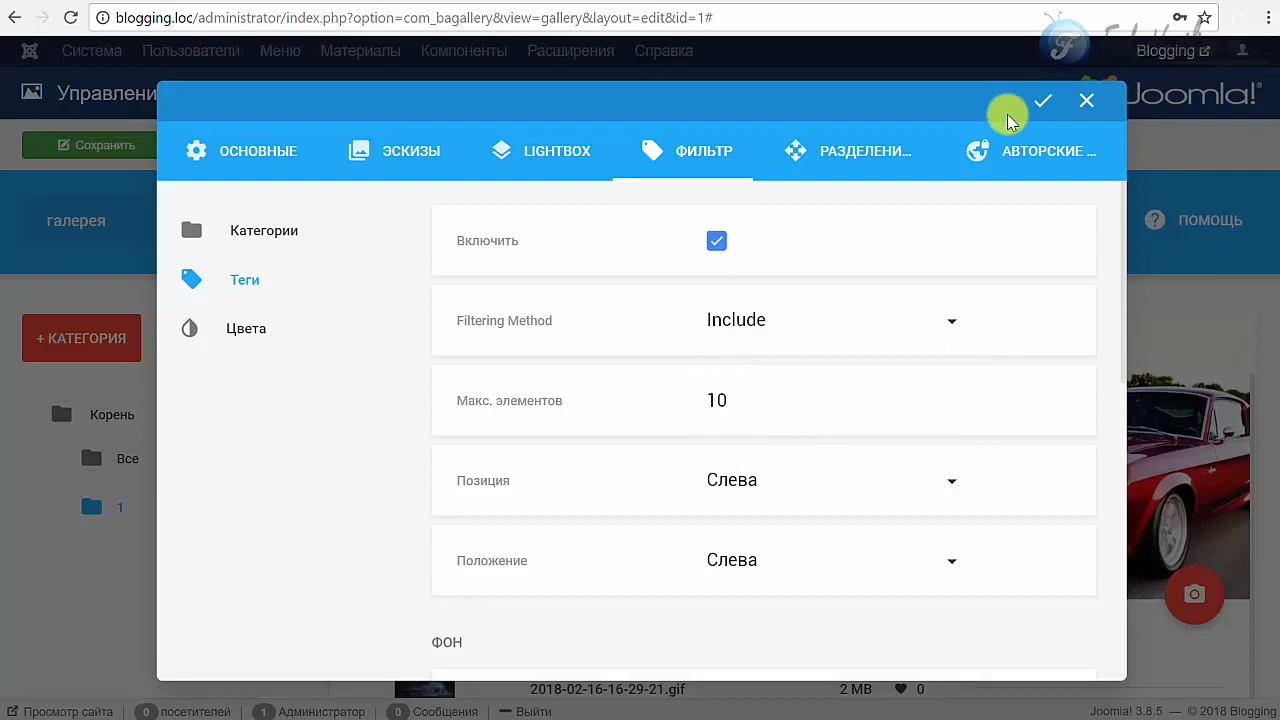 blogging.loc/administrator/index.php?option=com_bagallery&view=gallery&layout=edit&id=1#
Система Пользователи Меню Материалы Компоненты Расширения Справка Blogging
Управлени
Joomla!
Сохранить
ОСНОВНЫЕ ЭСКИЗЫ LIGHTBOX ФИЛЬТР РАЗДЕЛЕНИ... АВТОРСКИЕ ...
галерея
ПОМОЩЬ
Категории
Включить
Теги
Filtering Method Include
Цвета
+ КАТЕГОРИЯ
Макс. элементов 10
Корень
Все
Позиция Слева
1
Положение Слева
ФОН
2018-02-16-16-29-21.gif 2 MB 0
Просмотр сайта 0 посетителей 1 Администратор 0 Сообщения Выйти Joomla! 3.8.5 — © 2018 Blogging